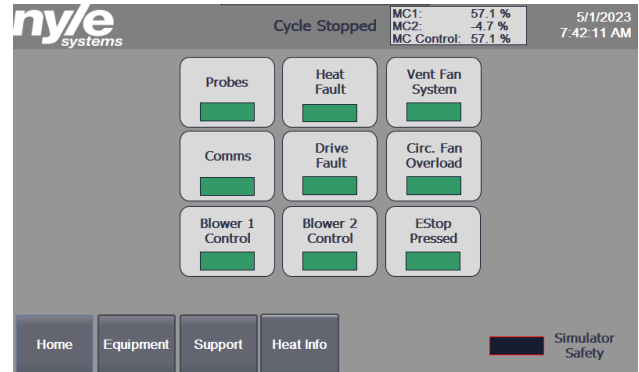 nyle
systems
Cycle Stopped
MC1: 57.1 %
MC2: -4.7 %
MC Control: 57.1 %
5/1/2023
7:42:11 AM
Probes
Heat
Fault
Vent Fan
System
Comms
Drive
Fault
Circ. Fan
Overload
Blower 1
Control
Blower 2
Control
EStop
Pressed
Home
Equipment
Support
Heat Info
Simulator
Safety